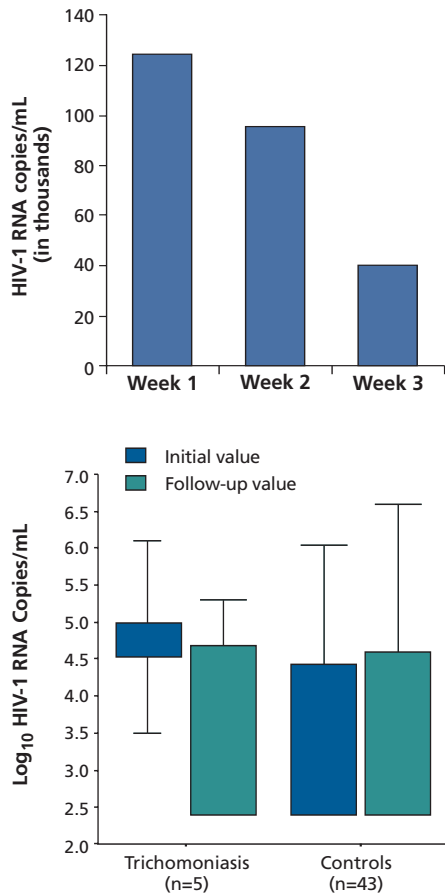 HIV-1 RNA copies/mL
(in thousands)
140
120
100
80
60
40
20
0
Week 1 Week 2 Week 3
Initial value
Follow-up value
Log10 HIV-1 RNA Copies/mL
7.0
6.5
6.0
5.5
5.0
4.5
4.0
3.5
3.0
2.5
2.0
Trichomoniasis Controls
(n=5) (n=43)